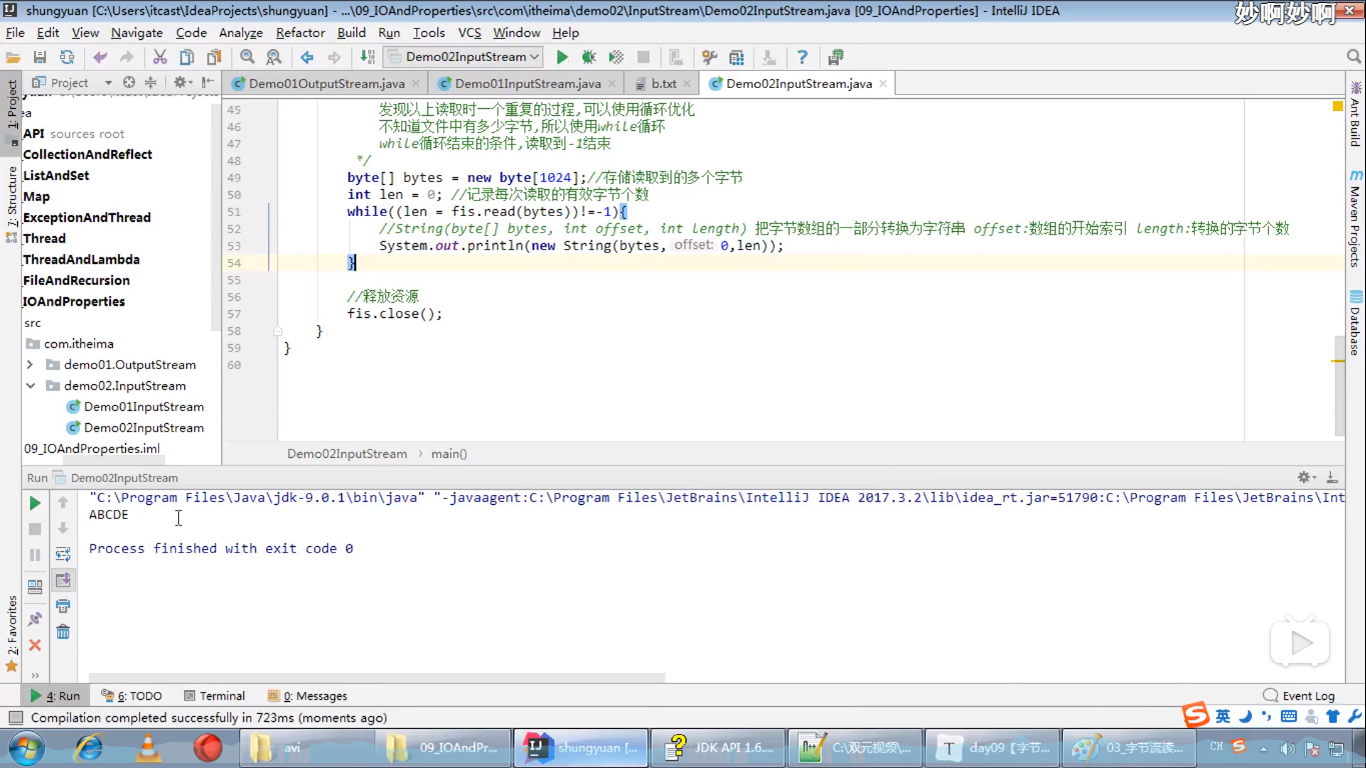 shungyuan [C:\Users\itcast\IdeaProjects\shungyuan] - ...\09_IOAndProperties\src\com\itheima\demo02\InputStream\Demo02InputStream.java [09_IOAndProperties] - IntelliJ IDEA
妙啊妙啊
File Edit View Navigate Code Analyze Refactor Build Run Tools VCS Window Help
Demo02InputStream
Project
Demo01OutputStream.java Demo01InputStream.java b.txt Demo02InputStream.java
1: Project
7: Structure
2: Favorites
Ant Build
Maven Projects
Database
ea
API sources root
CollectionAndReflect
ListAndSet
Map
ExceptionAndThread
Thread
ThreadAndLambda
FileAndRecursion
IOAndProperties
src
com.itheima
demo01.OutputStream
demo02.InputStream
Demo01InputStream
Demo02InputStream
09_IOAndProperties.iml
45 发现以上读取时一个重复的过程,可以使用循环优化
46 不知道文件中有多少字节,所以使用while循环
47 while循环结束的条件,读取到-1结束
48 */
49 byte[] bytes = new byte[1024];//存储读取到的多个字节
50 int len = 0; //记录每次读取的有效字节个数
51 while((len = fis.read(bytes))!=-1){
52 //String(byte[] bytes, int offset, int length) 把字节数组的一部分转换为字符串 offset:数组的开始索引 length:转换的字节个数
53 System.out.println(new String(bytes, offset: 0,len));
54 }
55
56 //释放资源
57 fis.close();
58 }
59 }
60
Demo02InputStream › main()
Run Demo02InputStream
"C:\Program Files\Java\jdk-9.0.1\bin\java" "-javaagent:C:\Program Files\JetBrains\IntelliJ IDEA 2017.3.2\lib\idea_rt.jar=51790:C:\Program Files\JetBrains\Int
ABCDE
Process finished with exit code 0
4: Run 6: TODO Terminal 0: Messages Event Log
Compilation completed successfully in 723ms (moments ago)
英
avi 09_IOAndPr... shungyuan [... JDK API 1.6... C:\双元视频\... day09【字节... 03_字节流读... CH